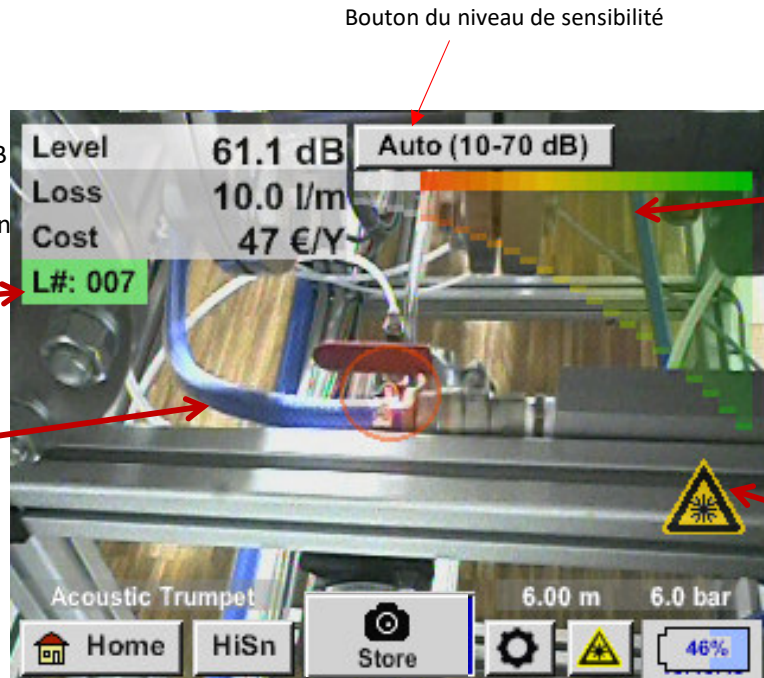 Bouton du niveau de sensibilité
B
n
Level 61.1 dB
Auto (10-70 dB)
Loss 10.0 l/m
Cost 47 €/Y
L#: 007
Acoustic Trumpet 6.00 m 6.0 bar
Home HiSn Store 46%